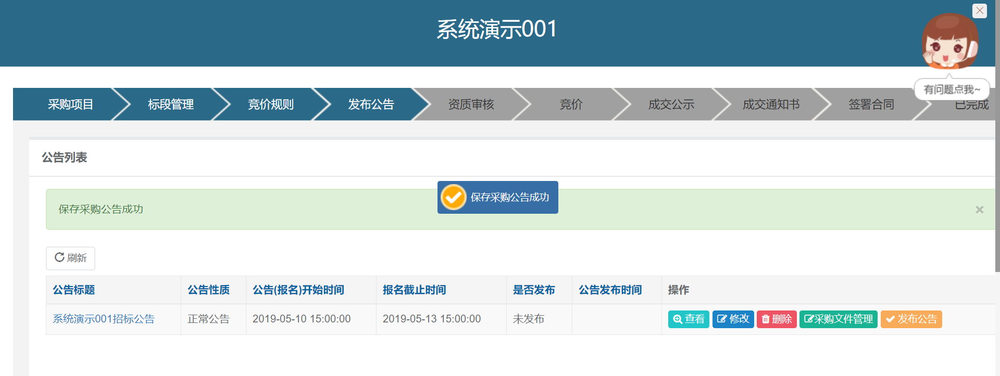 系统演示001
有问题点我~
采购项目 标段管理 竞价规则 发布公告 资质审核 竞价 成交公示 成交通知书 签署合同 已完成
公告列表
保存采购公告成功
保存采购公告成功
×
刷新
公告标题 公告性质 公告(报名)开始时间 报名截止时间 是否发布 公告发布时间 操作
系统演示001招标公告 正常公告 2019-05-10 15:00:00 2019-05-13 15:00:00 未发布 查看 修改 删除 采购文件管理 发布公告